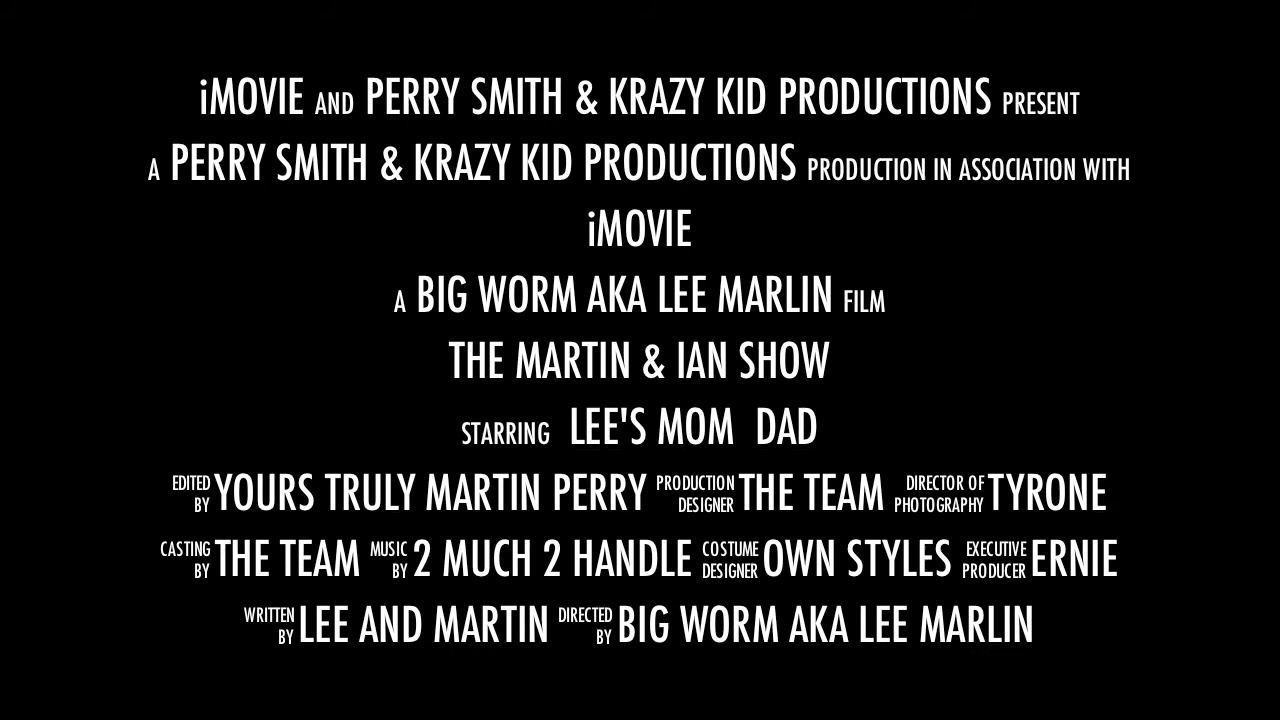 iMOVIE AND PERRY SMITH & KRAZY KID PRODUCTIONS PRESENT
A PERRY SMITH & KRAZY KID PRODUCTIONS PRODUCTION IN ASSOCIATION WITH
iMOVIE
A BIG WORM AKA LEE MARLIN FILM
THE MARTIN & IAN SHOW
STARRING LEE'S MOM DAD
EDITED BY YOURS TRULY MARTIN PERRY PRODUCTION DESIGNER THE TEAM DIRECTOR OF PHOTOGRAPHY TYRONE
CASTING BY THE TEAM MUSIC BY 2 MUCH 2 HANDLE COSTUME DESIGNER OWN STYLES EXECUTIVE PRODUCER ERNIE
WRITTEN BY LEE AND MARTIN DIRECTED BY BIG WORM AKA LEE MARLIN